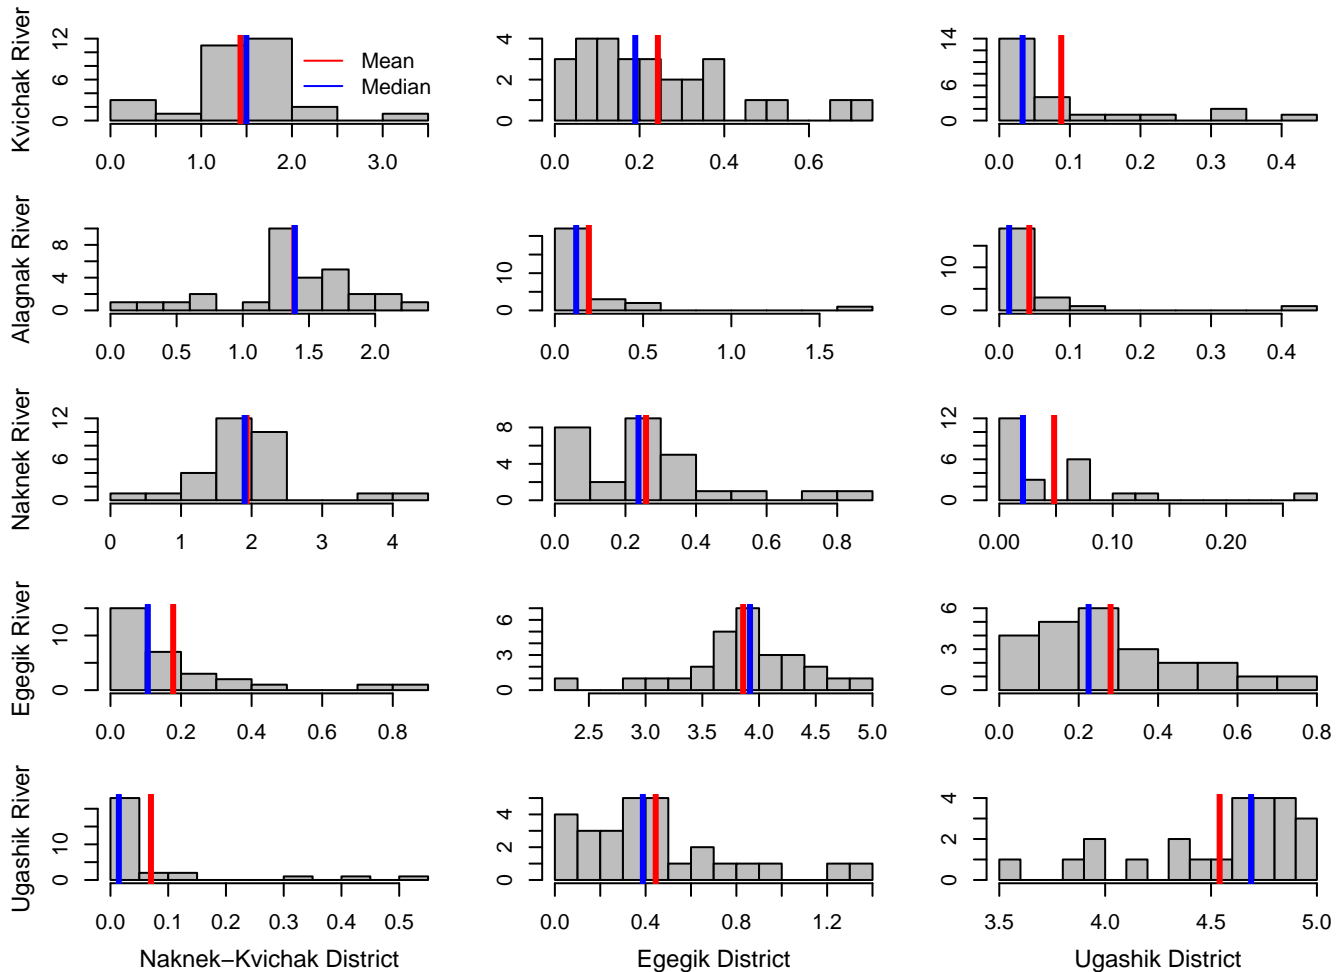 Kvichak River
12
6
0
Mean
Median
0.0 1.0 2.0 3.0
4
2
0
0.0 0.2 0.4 0.6
14
8
4
0
0.0 0.1 0.2 0.3 0.4
Alagnak River
8
4
0
0.0 0.5 1.0 1.5 2.0
10
0
0.0 0.5 1.0 1.5
10
0
0.0 0.1 0.2 0.3 0.4
Naknek River
12
6
0
0 1 2 3 4
8
4
0
0.0 0.2 0.4 0.6 0.8
12
6
0
0.00 0.10 0.20
Egegik River
10
0
0.0 0.2 0.4 0.6 0.8
6
3
0
2.5 3.0 3.5 4.0 4.5 5.0
6
3
0
0.0 0.2 0.4 0.6 0.8
Ugashik River
10
0
0.0 0.1 0.2 0.3 0.4 0.5
Naknek−Kvichak District
4
2
0
0.0 0.4 0.8 1.2
Egegik District
4
2
0
3.5 4.0 4.5 5.0
Ugashik District